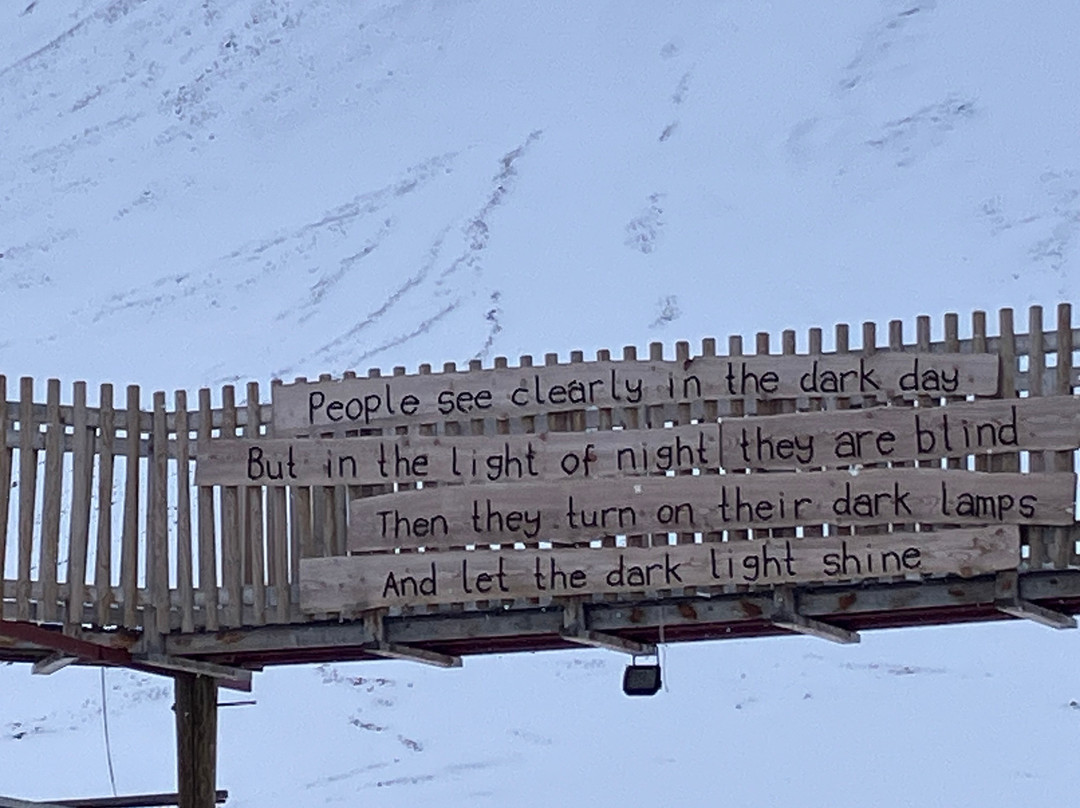 People see clearly in the dark day
But in the light of night they are blind
Then they turn on their dark lamps
And let the dark light shine